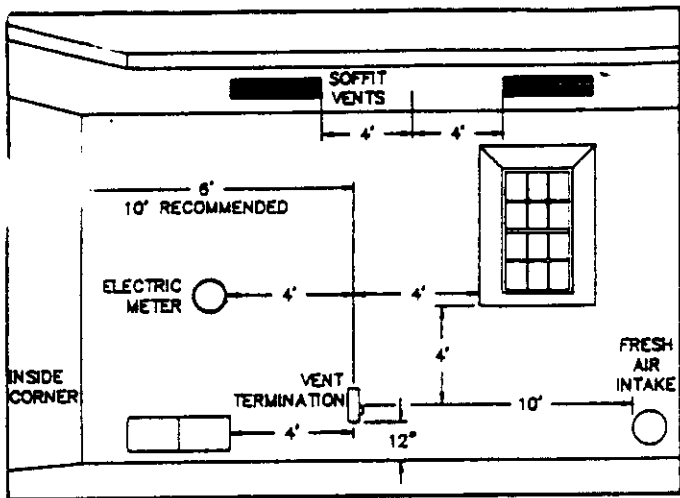 SOFFIT
VENTS
4' 4'
6'
10' RECOMMENDED
ELECTRIC
METER
4' 4'
4'
INSIDE
CORNER
VENT
TERMINATION
FRESH
AIR
INTAKE
10'
4'
12"